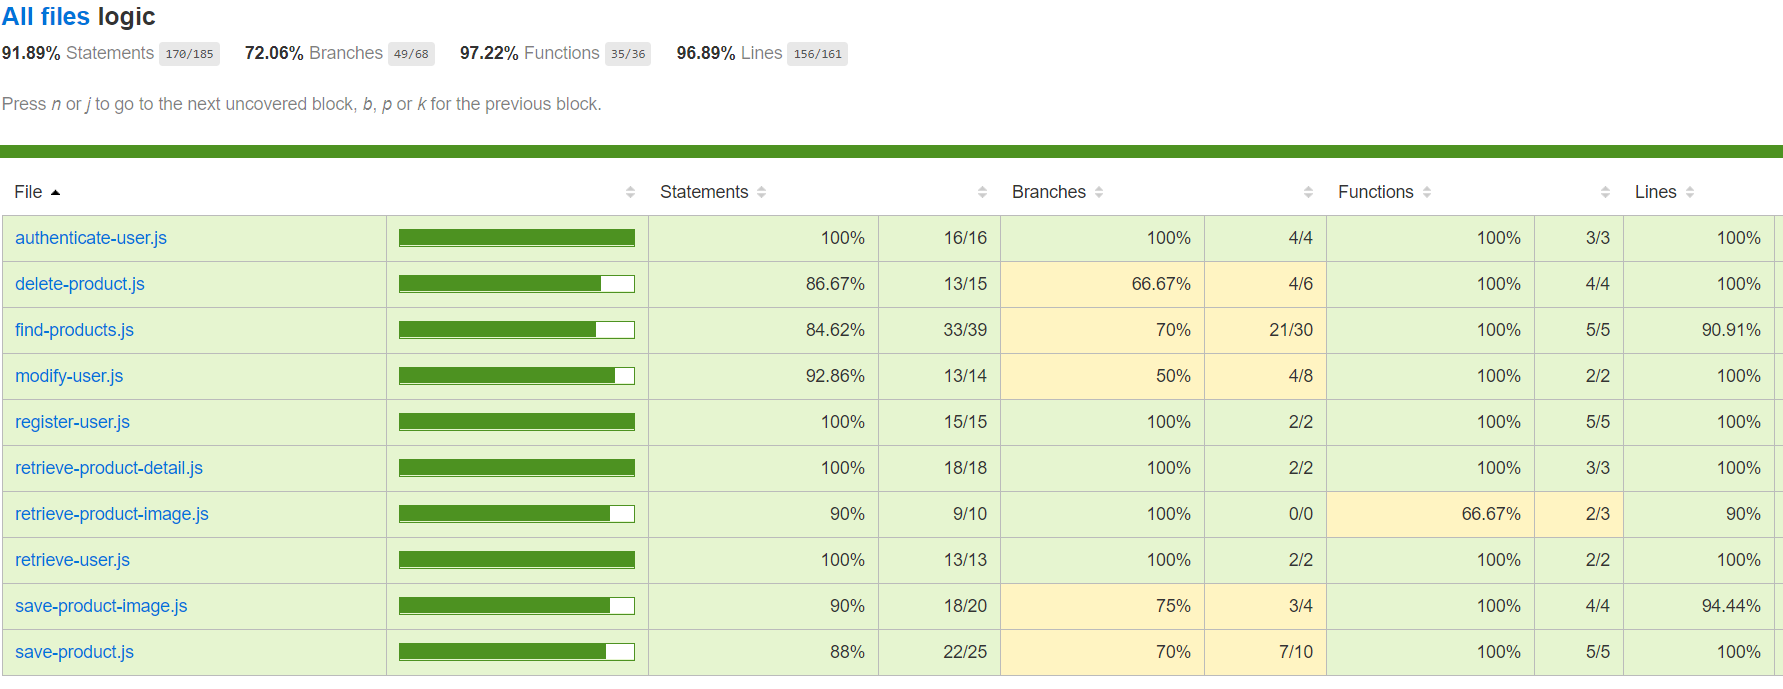 All files logic
91.89% Statements 170/185 72.06% Branches 49/68 97.22% Functions 35/36 96.89% Lines 156/161
Press n or j to go to the next uncovered block, b, p or k for the previous block.
File Statements Branches Functions Lines
authenticate-user.js 100% 16/16 100% 4/4 100% 3/3 100%
delete-product.js 86.67% 13/15 66.67% 4/6 100% 4/4 100%
find-products.js 84.62% 33/39 70% 21/30 100% 5/5 90.91%
modify-user.js 92.86% 13/14 50% 4/8 100% 2/2 100%
register-user.js 100% 15/15 100% 2/2 100% 5/5 100%
retrieve-product-detail.js 100% 18/18 100% 2/2 100% 3/3 100%
retrieve-product-image.js 90% 9/10 100% 0/0 66.67% 2/3 90%
retrieve-user.js 100% 13/13 100% 2/2 100% 2/2 100%
save-product-image.js 90% 18/20 75% 3/4 100% 4/4 94.44%
save-product.js 88% 22/25 70% 7/10 100% 5/5 100%